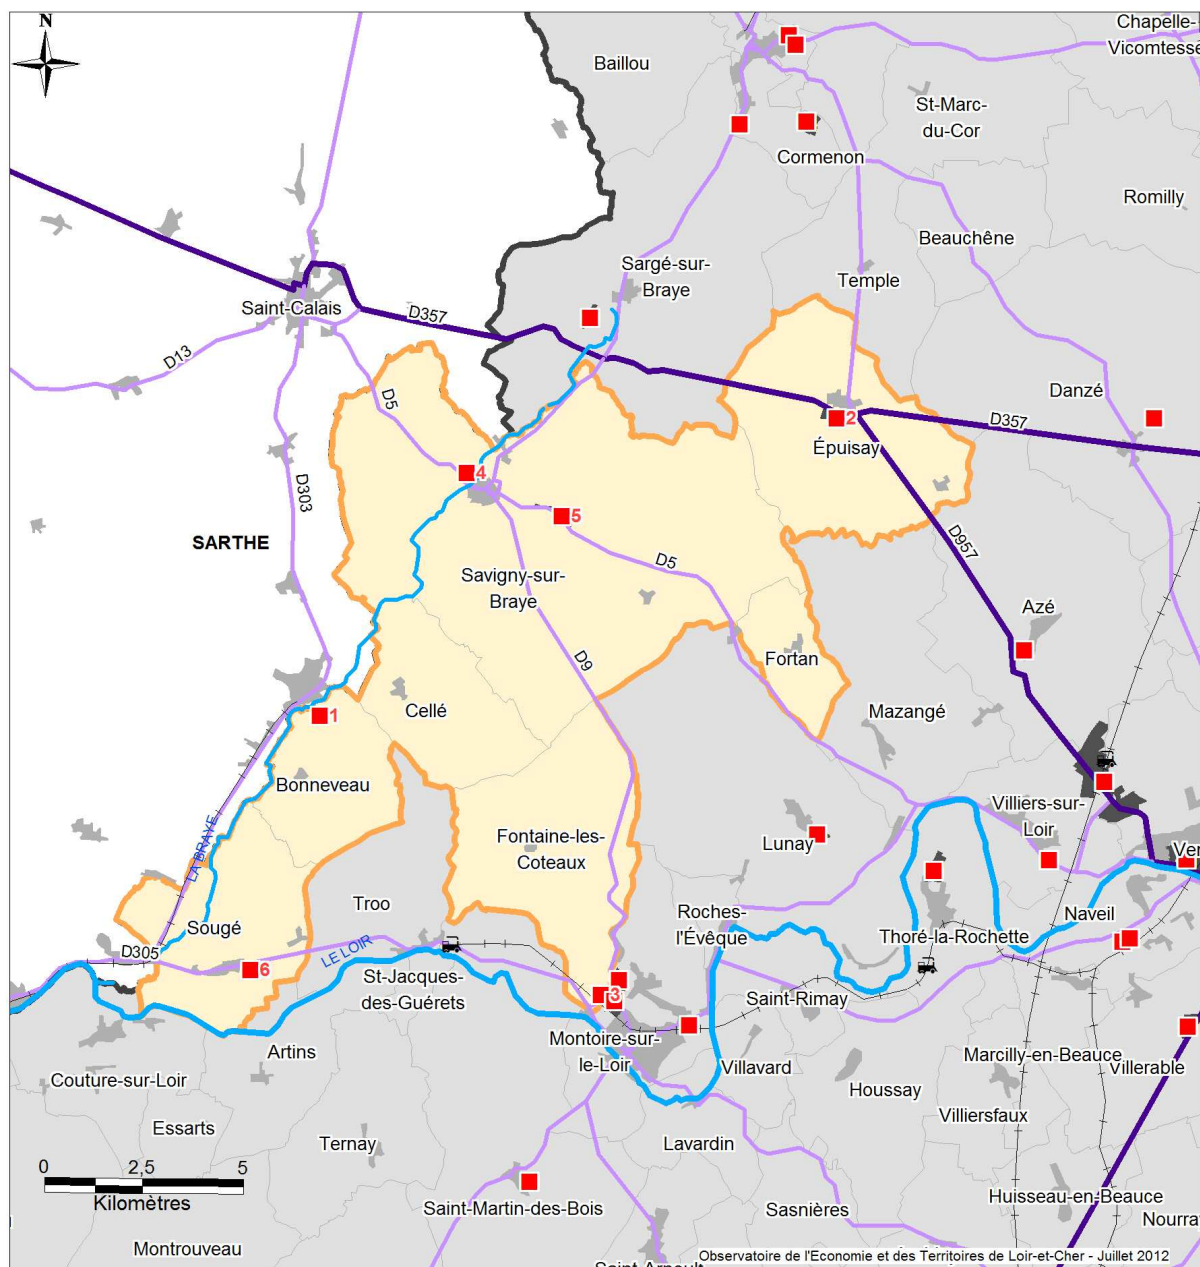 N
Chapelle-
Vicomtesse
Baillou
St-Marc-
du-Cor
Cormenon
Romilly
Beauchêne
Sargé-sur-
Braye
Temple
Saint-Calais
D357
D13
D5
Danzé
D357
2
Épuisay
4
D303
5
SARTHE
D957
D5
Savigny-sur-
Braye
Azé
Fortan
D9
Cellé
Mazangé
1
Bonneveau
Villiers-sur-
Loir
Fontaine-les-
Coteaux
Lunay
LA BRAYE
Troo
Roches-
l'Évêque
Naveil
Sougé
Thoré-la-Rochette
D305
LE LOIR
6
St-Jacques-
des-Guérets
3
Saint-Rimay
Montoire-sur-
le-Loir
Artins
Villavard
Marcilly-en-Beauce
Villerable
Couture-sur-Loir
Houssay
Villiersfaux
Essarts
Ternay
Lavardin
0 2,5 5
Kilomètres
Huisseau-en-Beauce
Saint-Martin-des-Bois
Sasnières
Nourray
Montrouveau
Observatoire de l'Economie et des Territoires de Loir-et-Cher - Juillet 2012